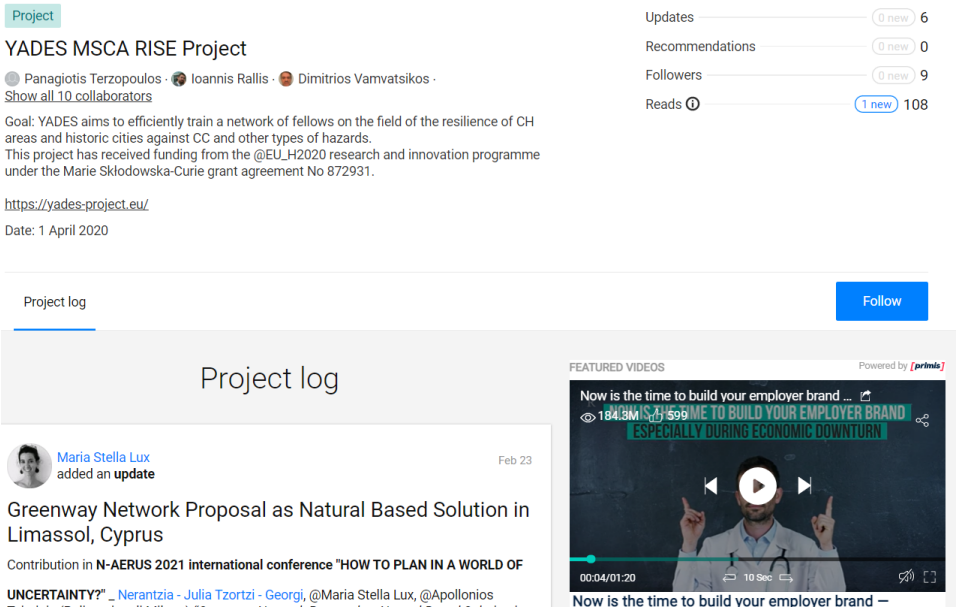 Project
YADES MSCA RISE Project
Panagiotis Terzopoulos · Ioannis Rallis · Dimitrios Vamvatsikos ·
Show all 10 collaborators
Goal: YADES aims to efficiently train a network of fellows on the field of the resilience of CH
areas and historic cities against CC and other types of hazards.
This project has received funding from the @EU_H2020 research and innovation programme
under the Marie Skłodowska-Curie grant agreement No 872931.
https://yades-project.eu/
Date: 1 April 2020
Updates 0 new 6
Recommendations 0 new 0
Followers 0 new 9
Reads 1 new 108
Project log
Follow
Project log
Maria Stella Lux
added an update
Feb 23
Greenway Network Proposal as Natural Based Solution in
Limassol, Cyprus
Contribution in N-AERUS 2021 international conference "HOW TO PLAN IN A WORLD OF
UNCERTAINTY?" _ Nerantzia - Julia Tzortzi - Georgi, @Maria Stella Lux, @Apollonios
FEATURED VIDEOS
Powered by [primis]
Now is the time to build your employer brand ...
184.3M 599
NOW IS THE TIME TO BUILD YOUR EMPLOYER BRAND
ESPECIALLY DURING ECONOMIC DOWNTURN
00:04/01:20
10 Sec
Now is the time to build your employer brand —